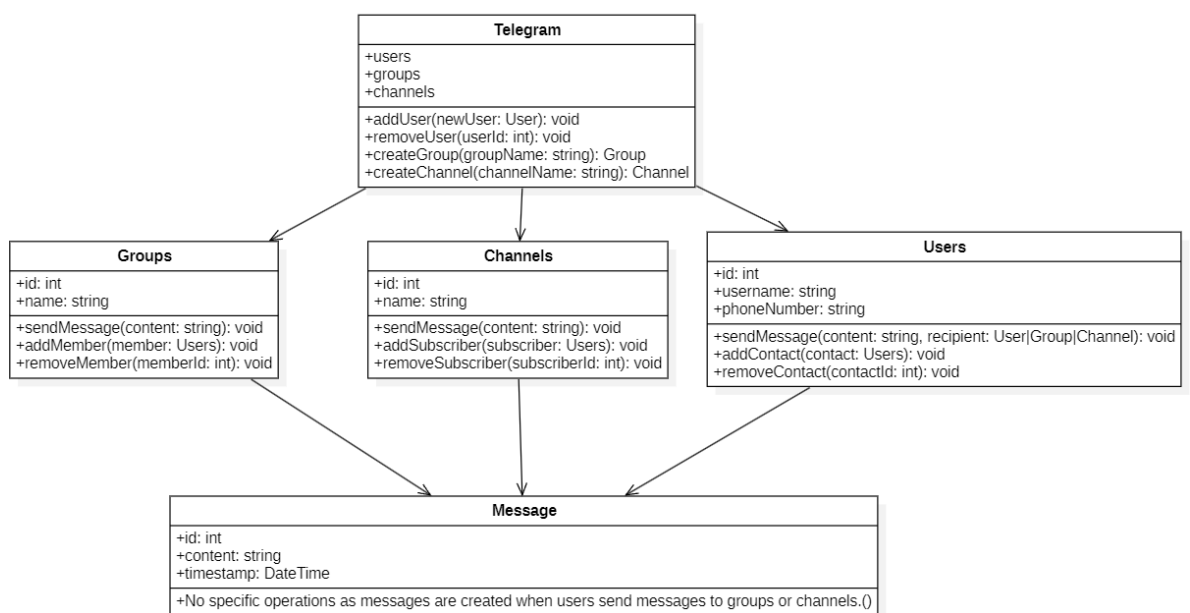 Telegram
+users
+groups
+channels
+addUser(newUser: User): void
+removeUser(userId: int): void
+createGroup(groupName: string): Group
+createChannel(channelName: string): Channel
Groups
+id: int
+name: string
+sendMessage(content: string): void
+addMember(member: Users): void
+removeMember(memberId: int): void
Channels
+id: int
+name: string
+sendMessage(content: string): void
+addSubscriber(subscriber: Users): void
+removeSubscriber(subscriberId: int): void
Users
+id: int
+username: string
+phoneNumber: string
+sendMessage(content: string, recipient: User|Group|Channel): void
+addContact(contact: Users): void
+removeContact(contactId: int): void
Message
+id: int
+content: string
+timestamp: DateTime
+No specific operations as messages are created when users send messages to groups or channels.()